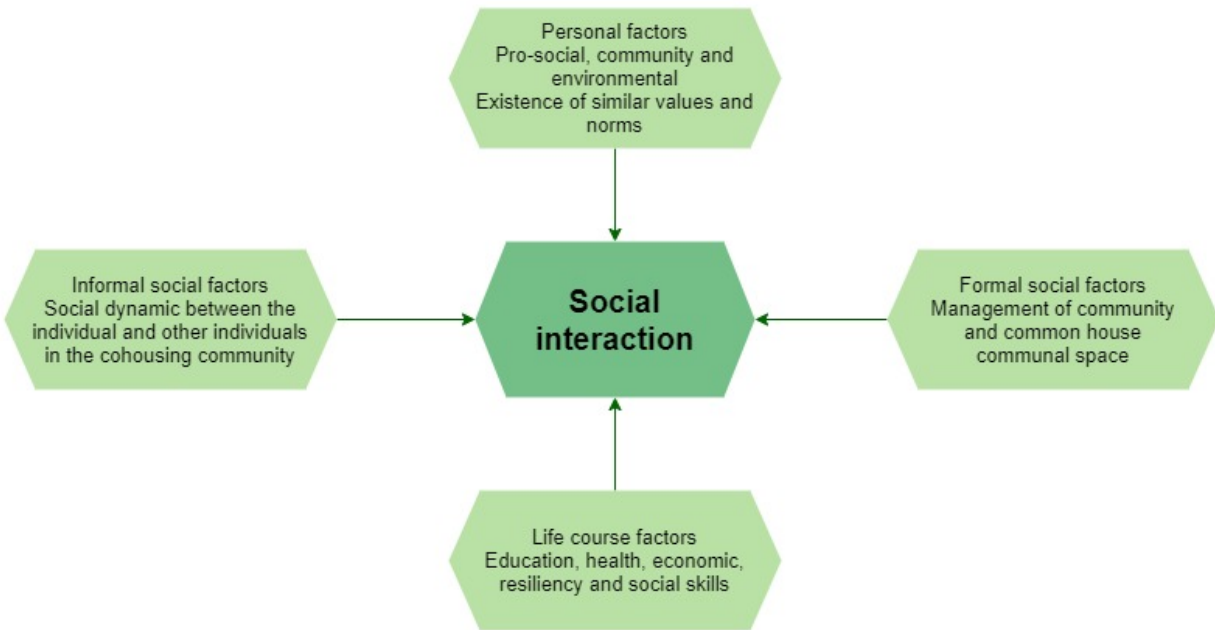 Personal factors
Pro-social, community and
environmental
Existence of similar values and
norms
Informal social factors
Social dynamic between the
individual and other individuals
in the cohousing community
Social
interaction
Formal social factors
Management of community
and common house
communal space
Life course factors
Education, health, economic,
resiliency and social skills